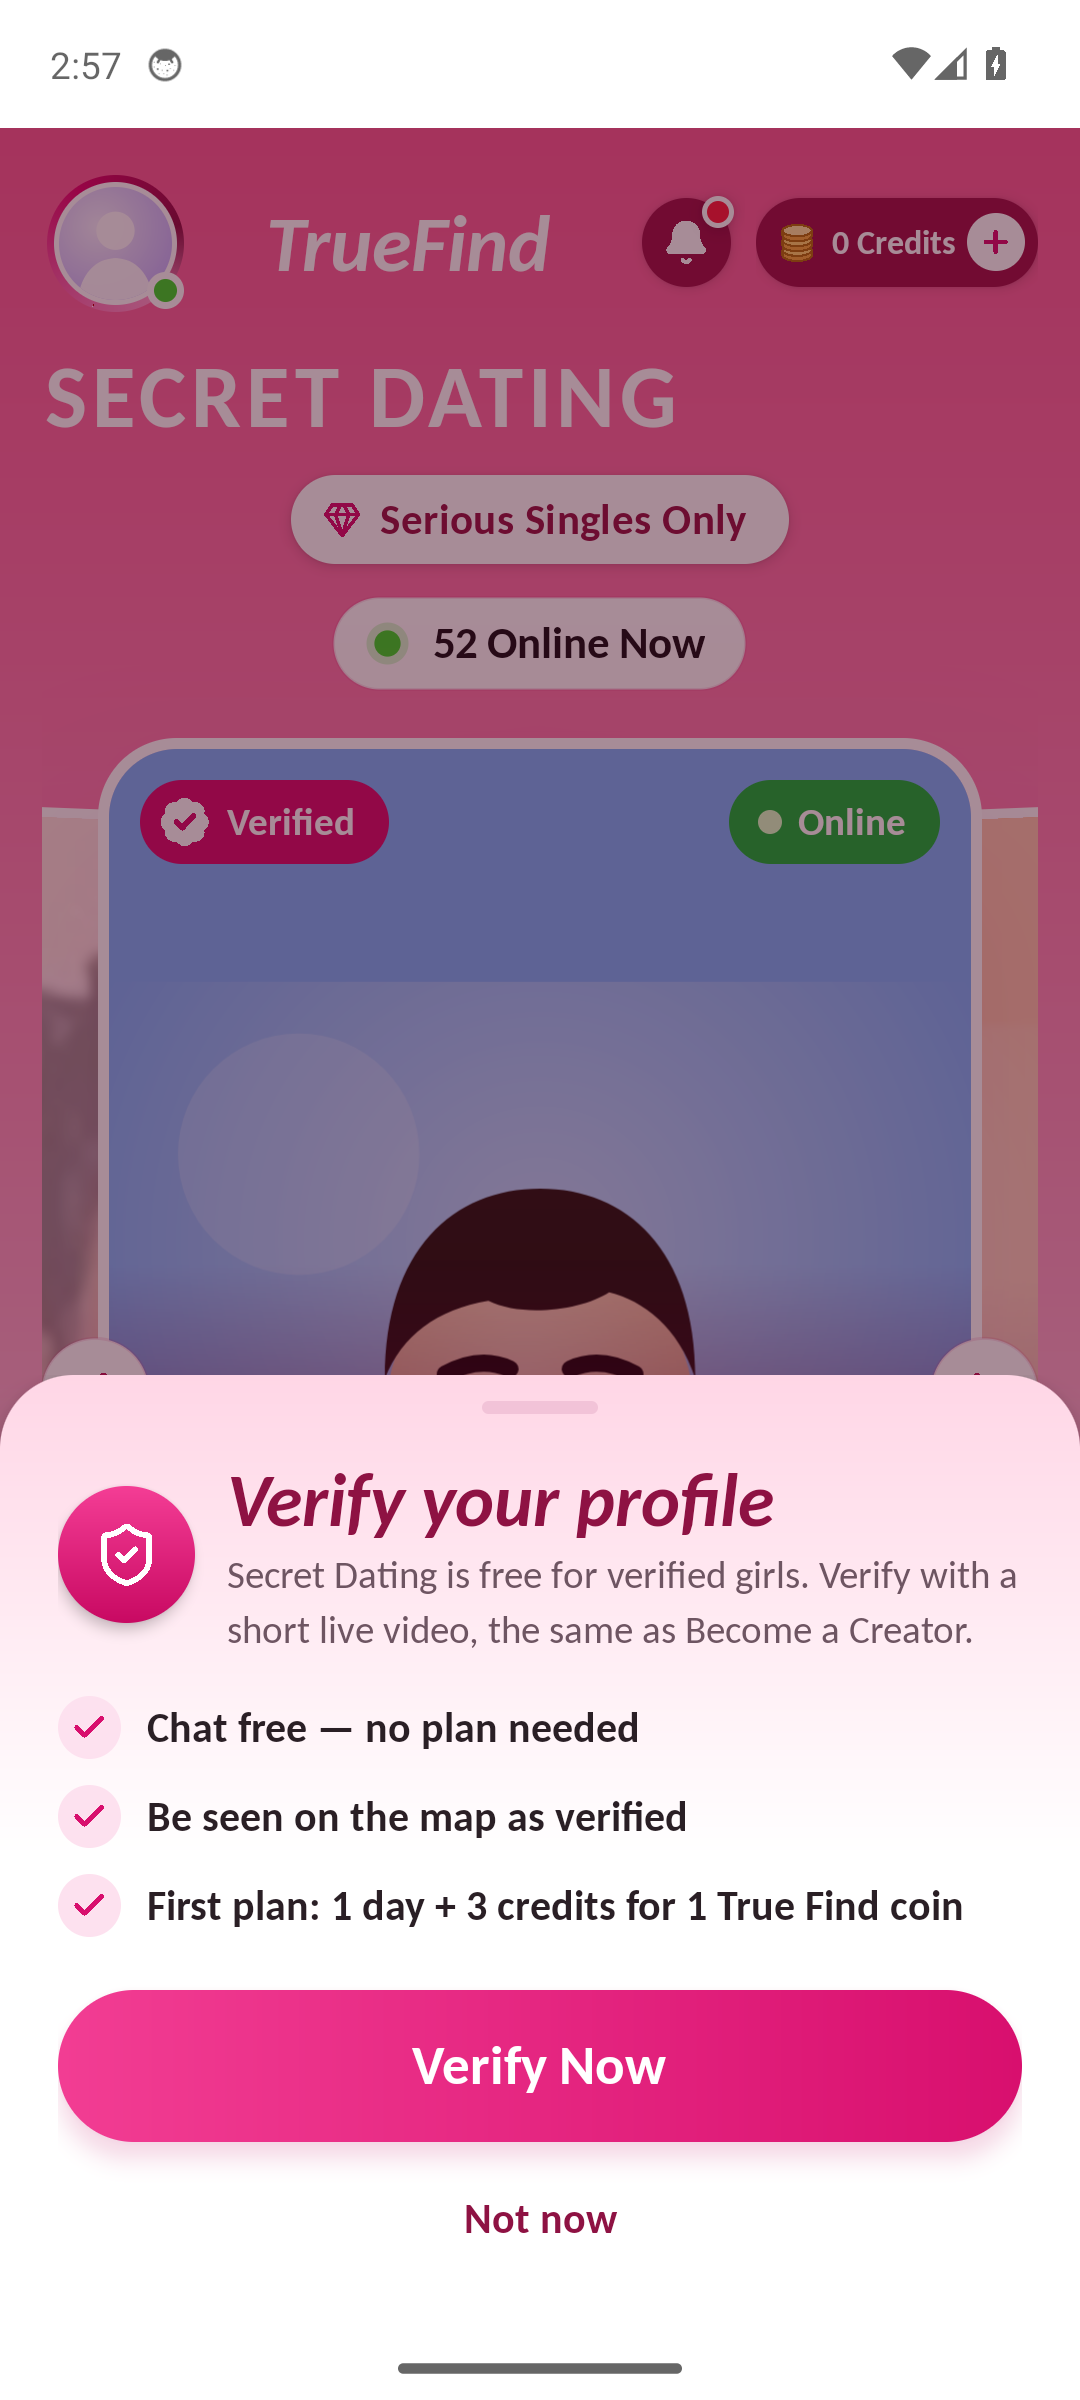 2:57
TrueFind
0 Credits
SECRET DATING
Serious Singles Only
52 Online Now
Verified
Online
Verify your profile
Secret Dating is free for verified girls. Verify with a
short live video, the same as Become a Creator.
Chat free — no plan needed
Be seen on the map as verified
First plan: 1 day + 3 credits for 1 True Find coin
Verify Now
Not now